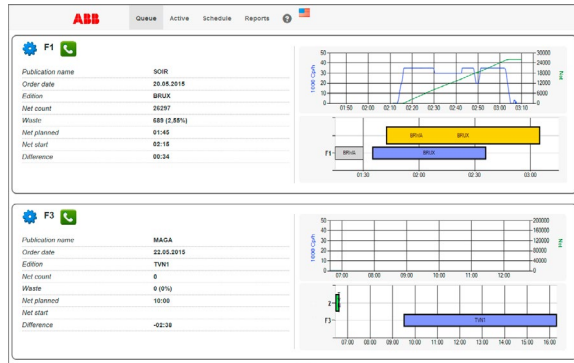 ABB Queue Active Schedule Reports ?
F1
Publication name SOIR
Order date 20.05.2015
Edition BRUX
Net count 26297
Waste 689 (2,55%)
Net planned 01:45
Net start 02:15
Difference 00:34
50 30000
40 24000
30 18000
20 12000
10 6000
0 0
1000 Cp/h Net
01:50 02:00 02:10 02:20 02:30 02:40 02:50 03:00 03:10
BRWA BRUX
F1 BRWA BRUX
01:30 02:00 02:30 03:00
F3
Publication name MAGA
Order date 22.05.2015
Edition TVN1
Net count 0
Waste 0 (0%)
Net planned 10:00
Net start
Difference -02:38
50 200000
40 160000
30 120000
20 80000
10 40000
0 0
1000 Cp/h Net
07:00 08:00 09:00 10:00 11:00 12:00
2
F3 TVN1
07:00 08:00 09:00 10:00 11:00 12:00 13:00 14:00 15:00 16:00